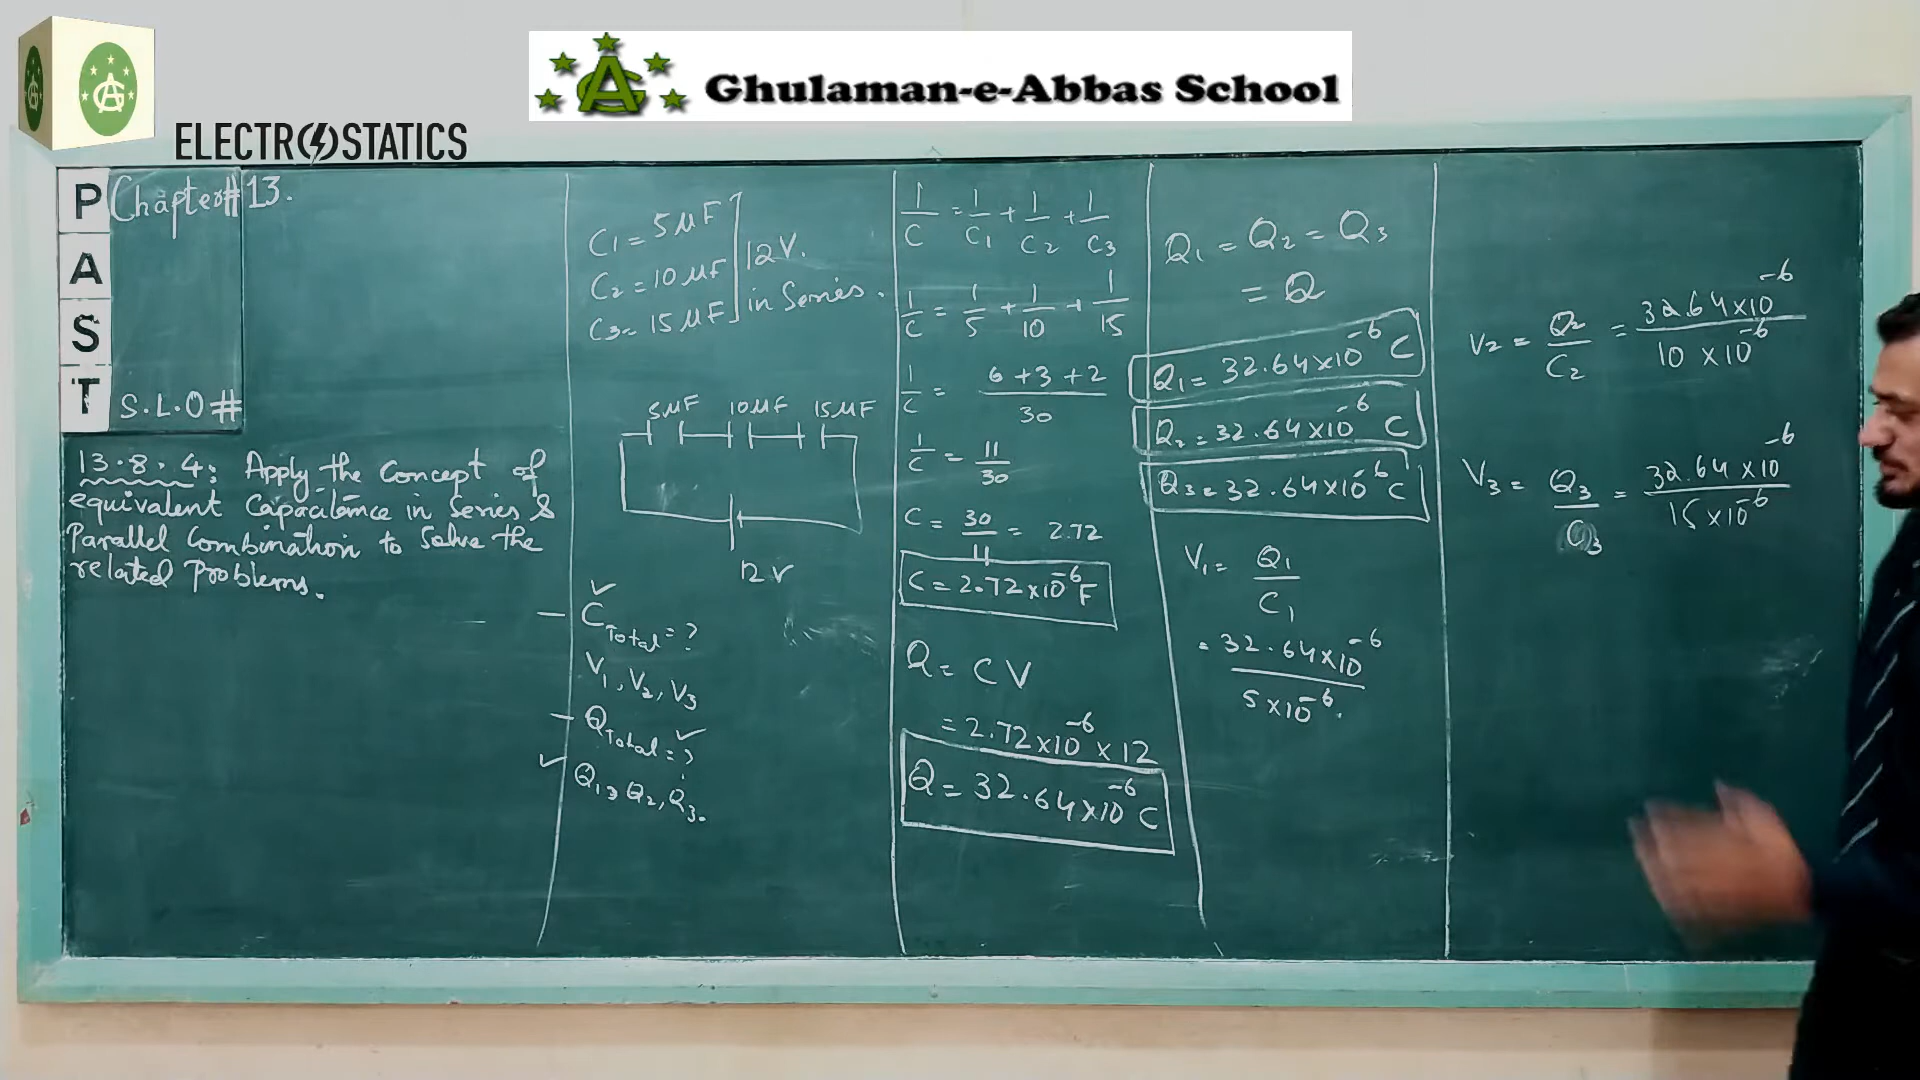 Ghulaman-e-Abbas School
ELECTROSTATICS
PAST
Chapter# 13.
S.L.O #
13.8.4: Apply the Concept of
equivalent Capacitance in Series &
Parallel Combination to Solve the
related Problems.
C1 = 5 μF
C2 = 10 μF
C3 = 15 μF
12V.
in Series.
5μF 10μF 15μF
12 V
✓
– C Total = ?
V1, V2, V3
– Q Total = ? ✓
✓ Q1, Q2, Q3.
1/C = 1/C1 + 1/C2 + 1/C3
1/C = 1/5 + 1/10 + 1/15
1/C = (6 + 3 + 2)/30
1/C = 11/30
C = 30/11 = 2.72
C = 2.72 × 10⁻⁶ F
Q = CV
= 2.72 × 10⁻⁶ × 12
Q = 32.64 × 10⁻⁶ C
Q1 = Q2 = Q3
= Q
Q1 = 32.64 × 10⁻⁶ C
Q2 = 32.64 × 10⁻⁶ C
Q3 = 32.64 × 10⁻⁶ C
V1 = Q1/C1
= 32.64 × 10⁻⁶/5 × 10⁻⁶.
V2 = Q2/C2 = 32.64 × 10⁻⁶/10 × 10⁻⁶
V3 = Q3/C3 = 32.64 × 10⁻⁶/15 × 10⁻⁶